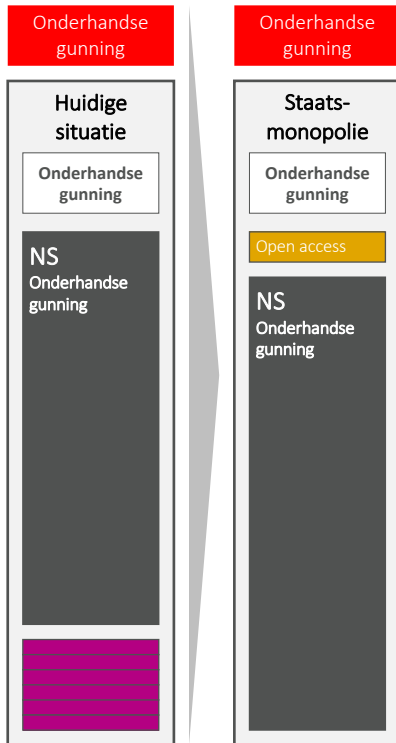 Onderhandse
gunning
Huidige
situatie
Onderhandse
gunning
NS
Onderhandse
gunning
Onderhandse
gunning
Staats-
monopolie
Onderhandse
gunning
Open access
NS
Onderhandse
gunning